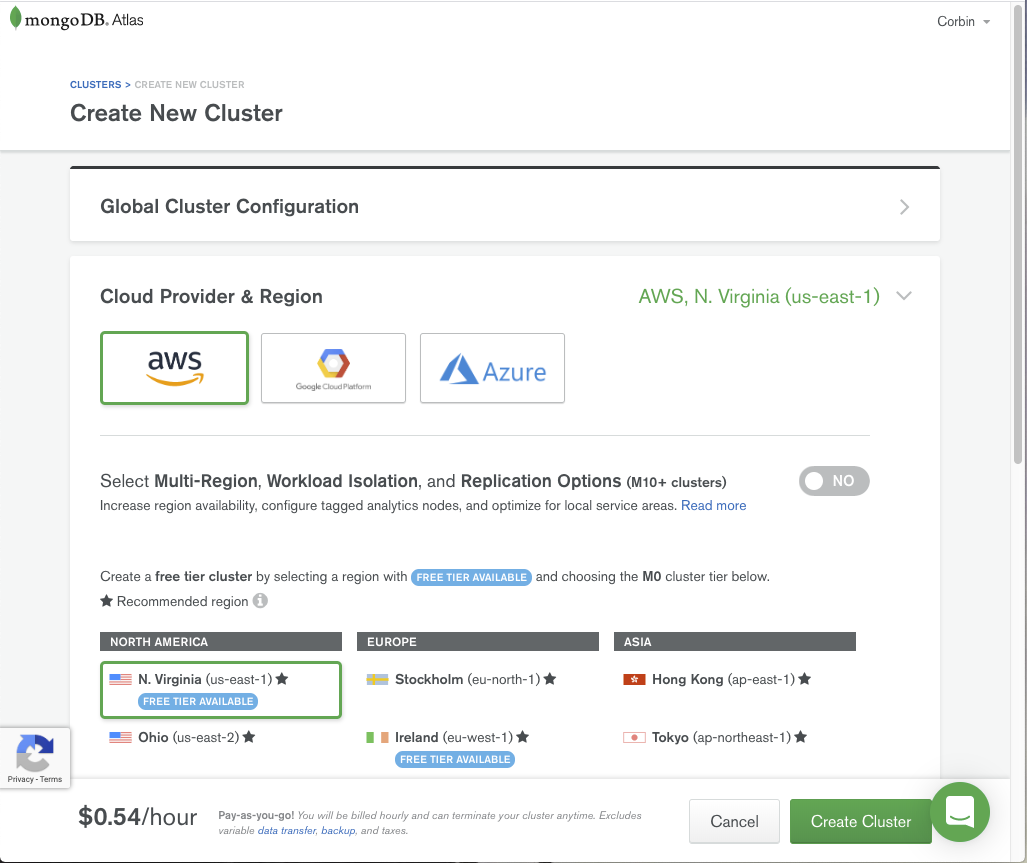 mongoDB. Atlas
Corbin
CLUSTERS > CREATE NEW CLUSTER
Create New Cluster
Global Cluster Configuration
Cloud Provider & Region
AWS, N. Virginia (us-east-1)
aws
Google Cloud Platform
Azure
Select Multi-Region, Workload Isolation, and Replication Options (M10+ clusters)
NO
Increase region availability, configure tagged analytics nodes, and optimize for local service areas. Read more
Create a free tier cluster by selecting a region with FREE TIER AVAILABLE and choosing the M0 cluster tier below.
★ Recommended region i
NORTH AMERICA
N. Virginia (us-east-1) ★
FREE TIER AVAILABLE
Ohio (us-east-2) ★
EUROPE
Stockholm (eu-north-1) ★
Ireland (eu-west-1) ★
FREE TIER AVAILABLE
ASIA
Hong Kong (ap-east-1) ★
Tokyo (ap-northeast-1) ★
Privacy - Terms
$0.54/hour
Pay-as-you-go! You will be billed hourly and can terminate your cluster anytime. Excludes
variable data transfer, backup, and taxes.
Cancel
Create Cluster